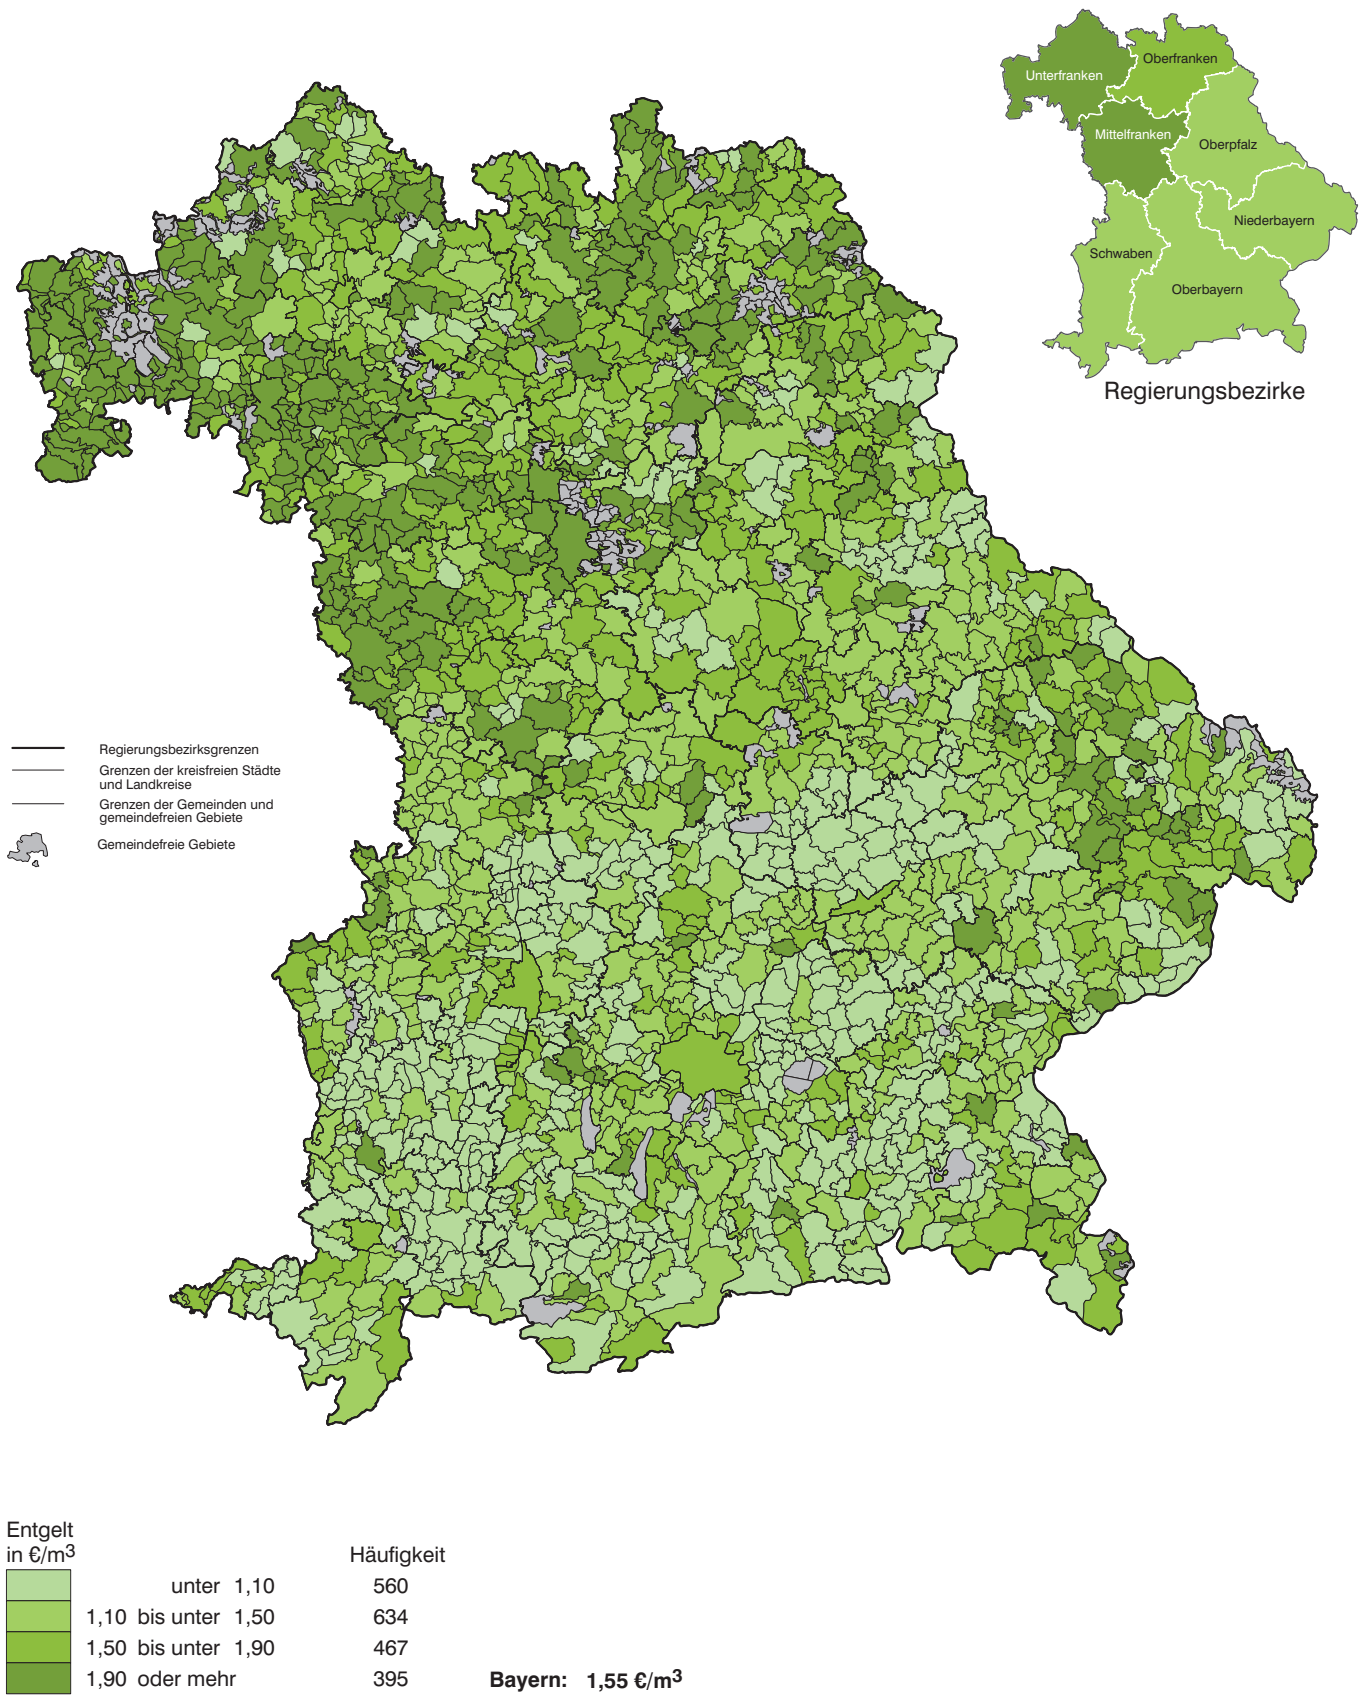 Unterfranken
Oberfranken
Mittelfranken
Oberpfalz
Niederbayern
Schwaben
Oberbayern
Regierungsbezirke
Regierungsbezirksgrenzen
Grenzen der kreisfreien Städte
und Landkreise
Grenzen der Gemeinden und
gemeindefreien Gebiete
Gemeindefreie Gebiete
Entgelt
in €/m³ Häufigkeit
unter 1,10 560
1,10 bis unter 1,50 634
1,50 bis unter 1,90 467
1,90 oder mehr 395 Bayern: 1,55 €/m³